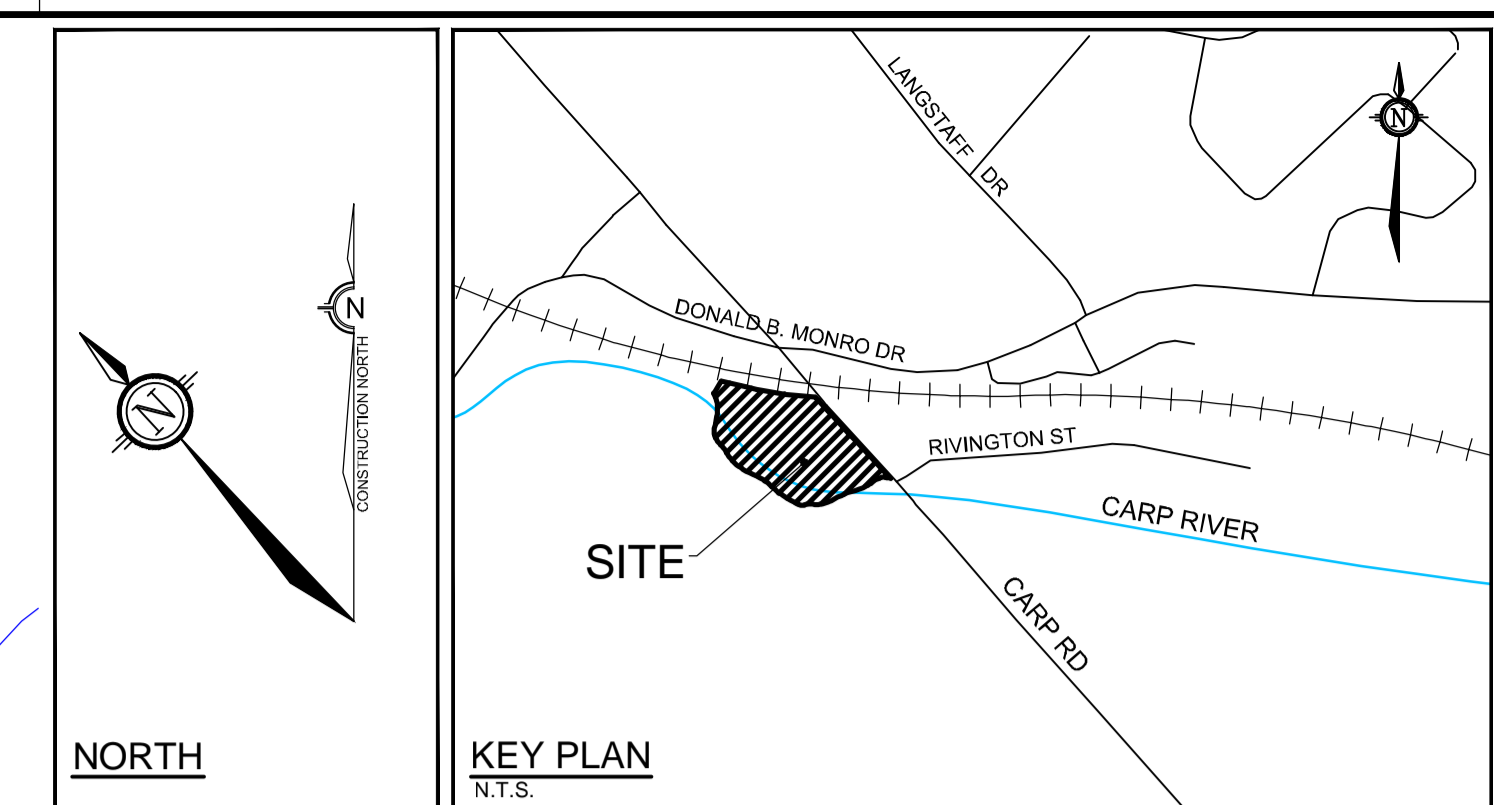 N
CONSTRUCTION NORTH
N
NORTH
LANGSTAFF DR
N
DONALD B. MONRO DR
RIVINGTON ST
CARP RIVER
SITE
CARP RD
KEY PLAN
N.T.S.